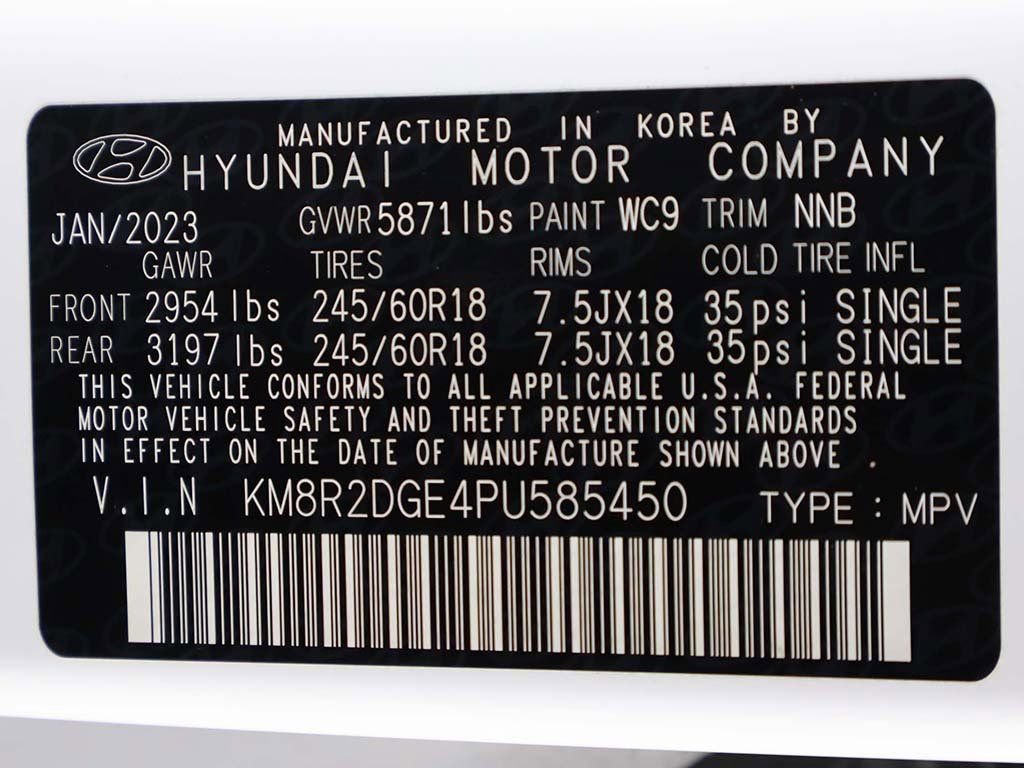 MANUFACTURED IN KOREA BY
HYUNDAI MOTOR COMPANY
JAN/2023 GVWR 5871lbs PAINT WC9 TRIM NNB
GAWR TIRES RIMS COLD TIRE INFL
FRONT 2954 lbs 245/60R18 7.5JX18 35psi SINGLE
REAR 3197 lbs 245/60R18 7.5JX18 35psi SINGLE
THIS VEHICLE CONFORMS TO ALL APPLICABLE U.S.A. FEDERAL
MOTOR VEHICLE SAFETY AND THEFT PREVENTION STANDARDS
IN EFFECT ON THE DATE OF MANUFACTURE SHOWN ABOVE .
V.I.N KM8R2DGE4PU585450 TYPE : MPV